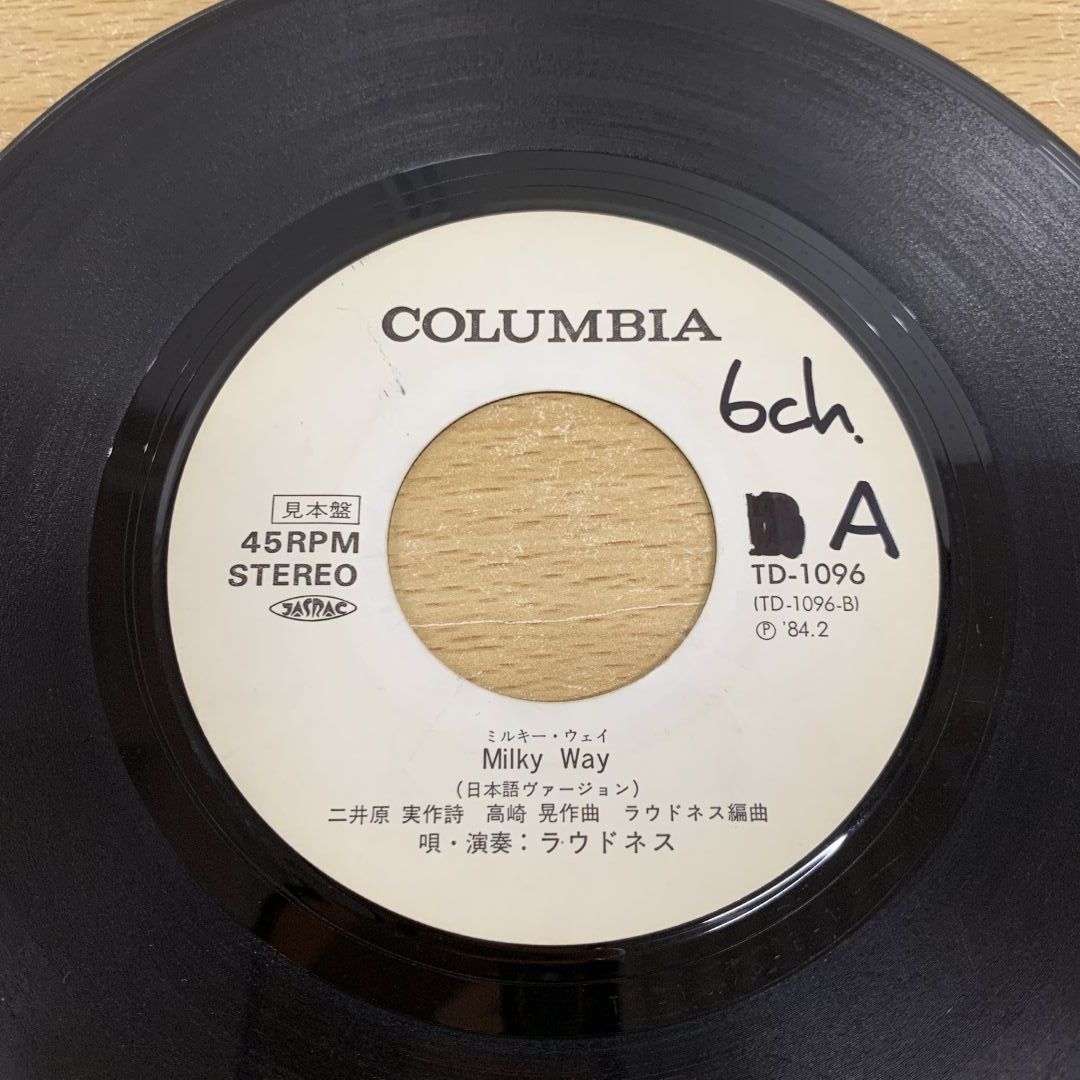 COLUMBIA
6ch.
見本盤
45RPM
STEREO
JASRAC
B A
TD-1096
(TD-1096-B)
Ⓟ '84.2
ミルキー・ウェイ
Milky Way
(日本語ヴァージョン)
二井原 実作詩 高崎 晃作曲 ラウドネス編曲
唄・演奏:ラウドネス